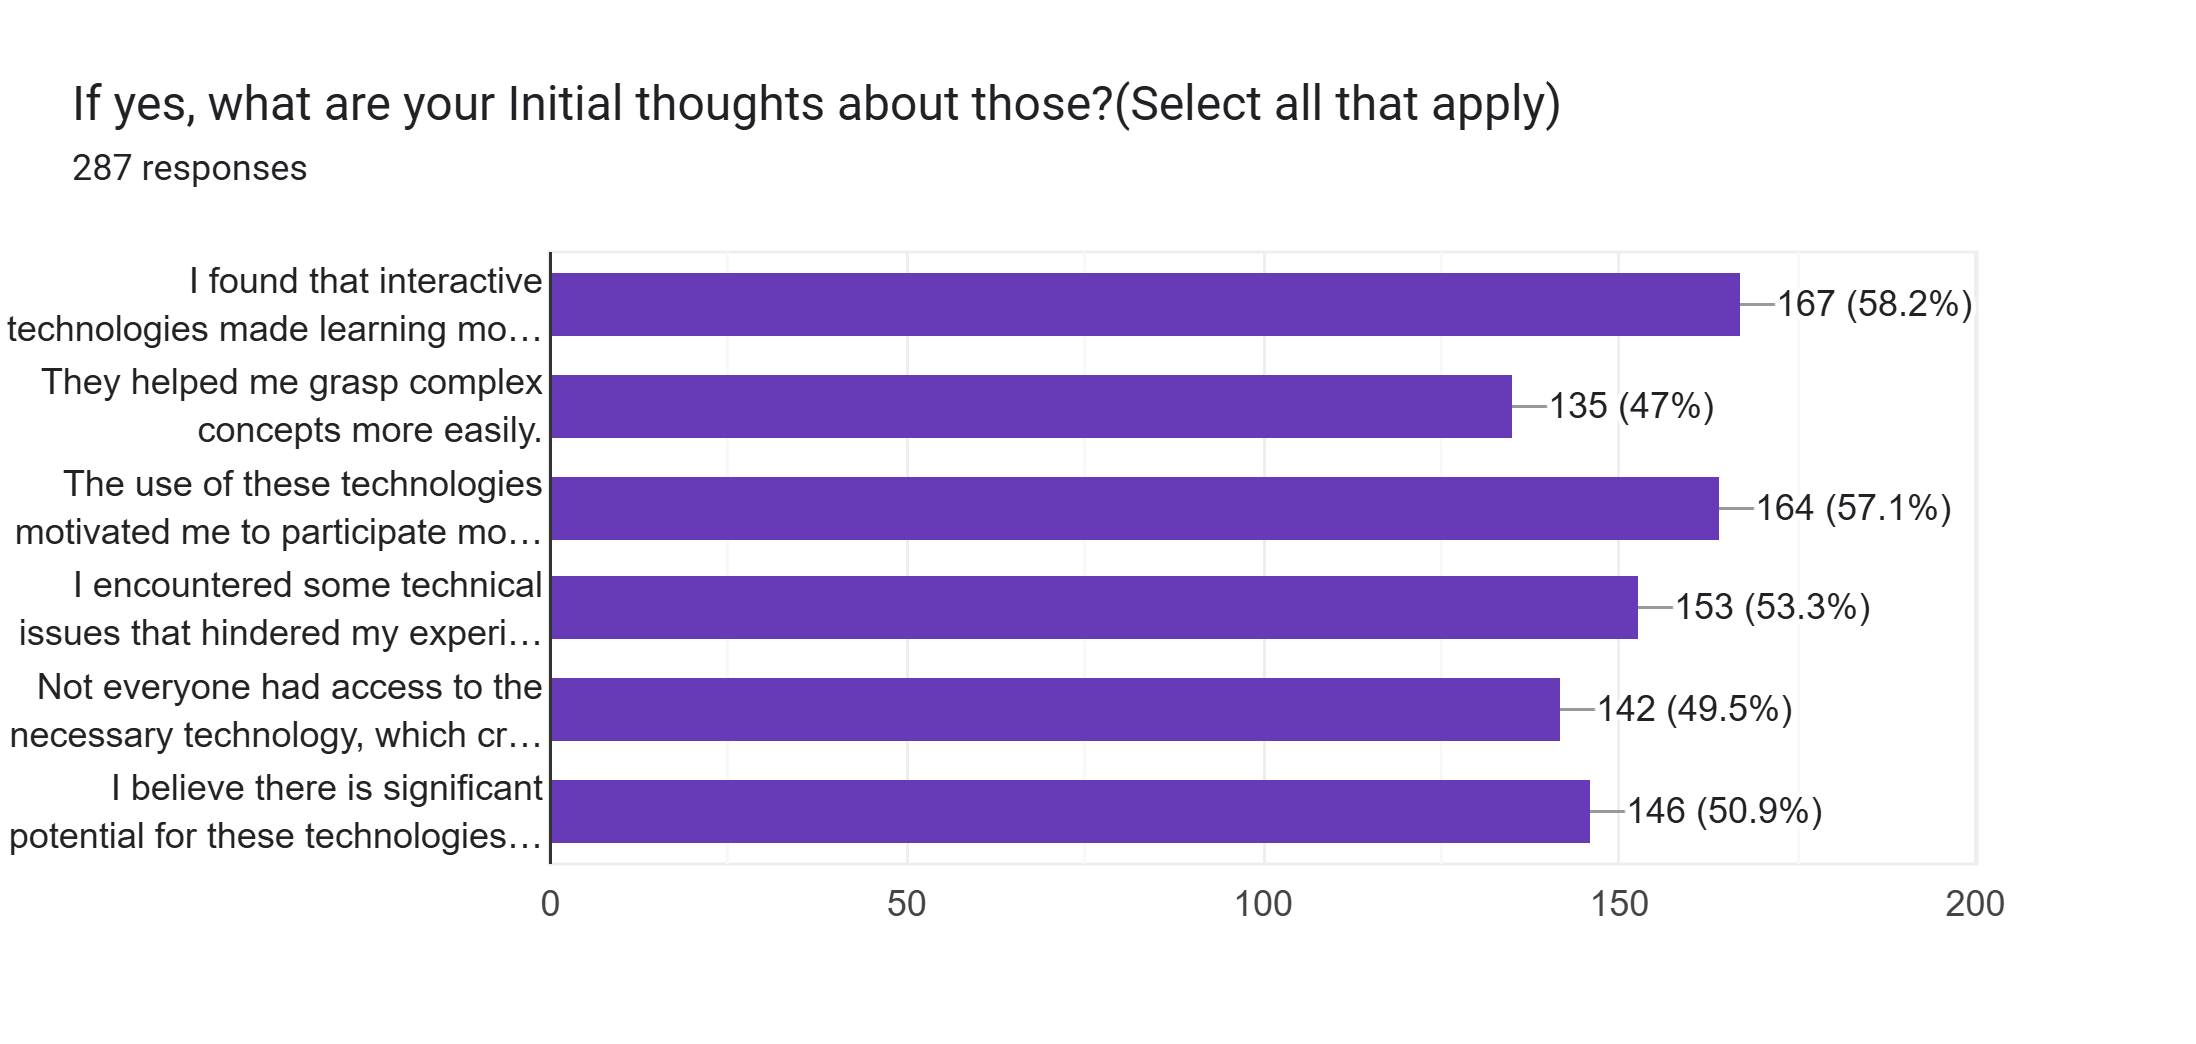 If yes, what are your Initial thoughts about those?(Select all that apply)
287 responses
I found that interactive
technologies made learning mo…
167 (58.2%)
They helped me grasp complex
concepts more easily.
135 (47%)
The use of these technologies
motivated me to participate mo…
164 (57.1%)
I encountered some technical
issues that hindered my experi…
153 (53.3%)
Not everyone had access to the
necessary technology, which cr…
142 (49.5%)
I believe there is significant
potential for these technologies…
146 (50.9%)
0 50 100 150 200